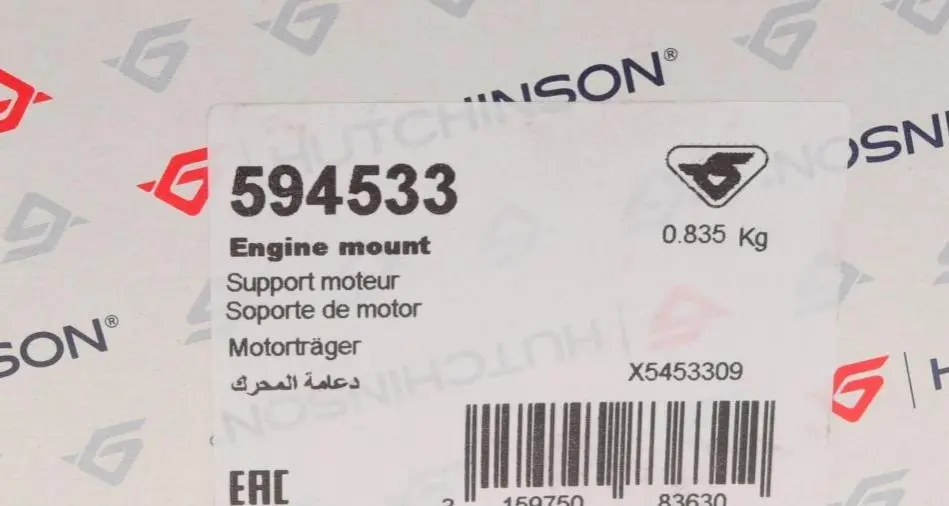 HUTCHINSON®
594533
Engine mount
0.835 Kg
Support moteur
Soporte de motor
Motorträger
دعامة المحرك
X5453309
EAC
159750 83630